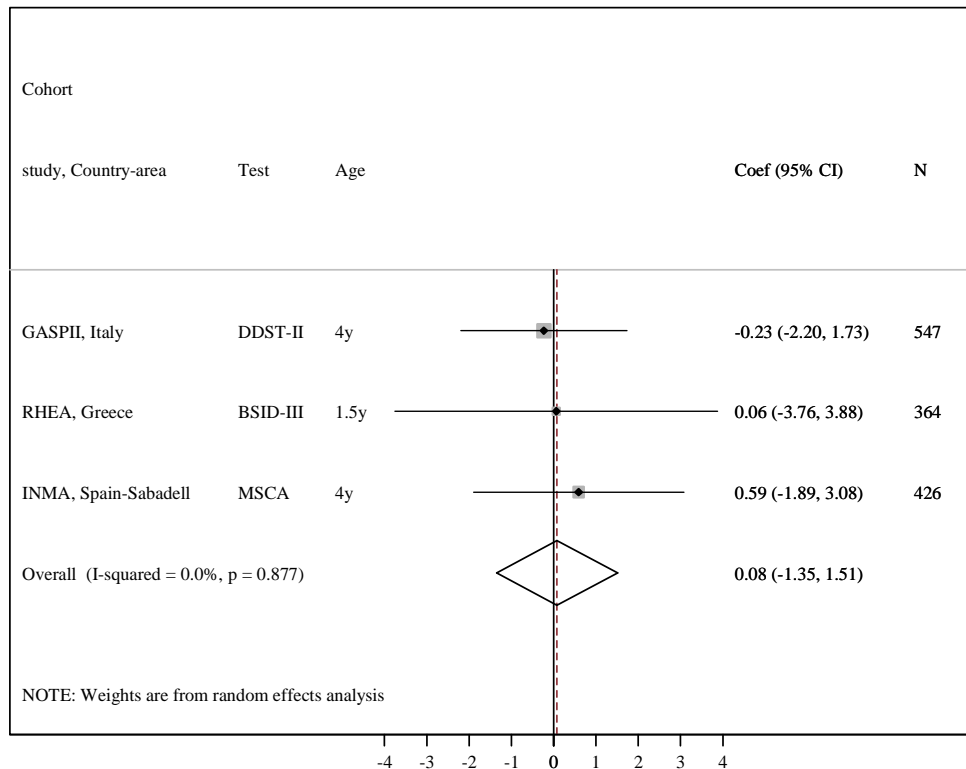 Cohort
study, Country-area Test Age Coef (95% CI) N
GASPII, Italy DDST-II 4y -0.23 (-2.20, 1.73) 547
RHEA, Greece BSID-III 1.5y 0.06 (-3.76, 3.88) 364
INMA, Spain-Sabadell MSCA 4y 0.59 (-1.89, 3.08) 426
Overall (I-squared = 0.0%, p = 0.877) 0.08 (-1.35, 1.51)
NOTE: Weights are from random effects analysis
-4 -3 -2 -1 0 1 2 3 4